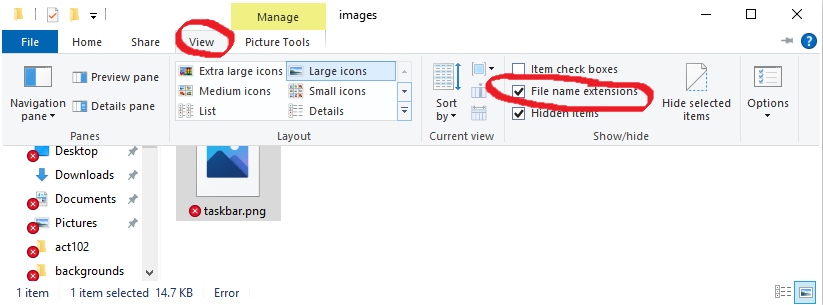 Manage
images
File
Home
Share
View
Picture Tools
Navigation pane
Preview pane
Details pane
Panes
Extra large icons
Large icons
Medium icons
Small icons
List
Details
Layout
Sort by
Current view
Item check boxes
File name extensions
Hidden items
Show/hide
Hide selected items
Options
Desktop
Downloads
Documents
Pictures
act102
backgrounds
taskbar.png
1 item
1 item selected
14.7 KB
Error